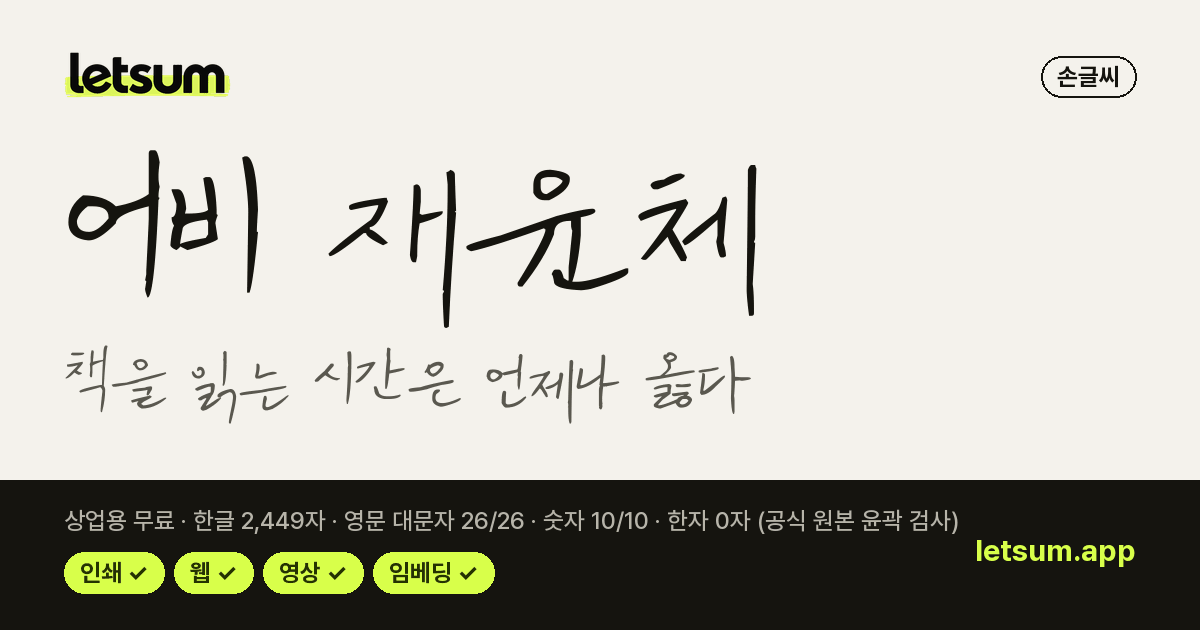 letsum
손글씨
어비 재윤체
책을 읽는 시간은 언제나 옳다
상업용 무료 · 한글 2,449자 · 영문 대문자 26/26 · 숫자 10/10 · 한자 0자 (공식 원본 윤곽 검사)
인쇄 ✓ 웹 ✓ 영상 ✓ 임베딩 ✓
letsum.app